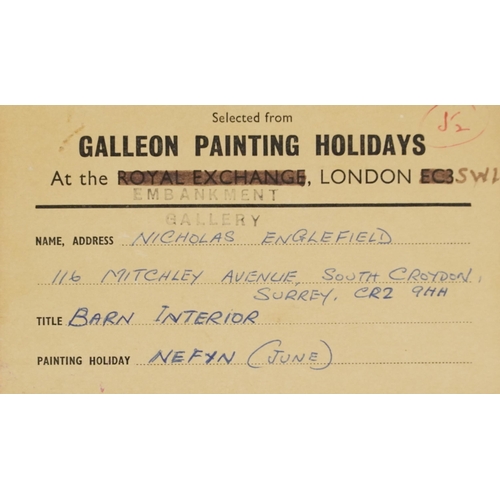 52
Selected from
GALLEON PAINTING HOLIDAYS
At the ROYAL EXCHANGE, LONDON EC3 SW1
EMBANKMENT
GALLERY
NAME, ADDRESS NICHOLAS ENGLEFIELD
116 MITCHLEY AVENUE, SOUTH CROYDON,
SURREY, CR2 9HH
TITLE BARN INTERIOR
PAINTING HOLIDAY NEFYN (JUNE)